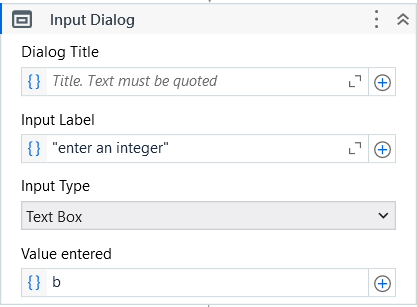 Input Dialog
Dialog Title
{ } Title. Text must be quoted
Input Label
{ } "enter an integer"
Input Type
Text Box
Value entered
{ } b